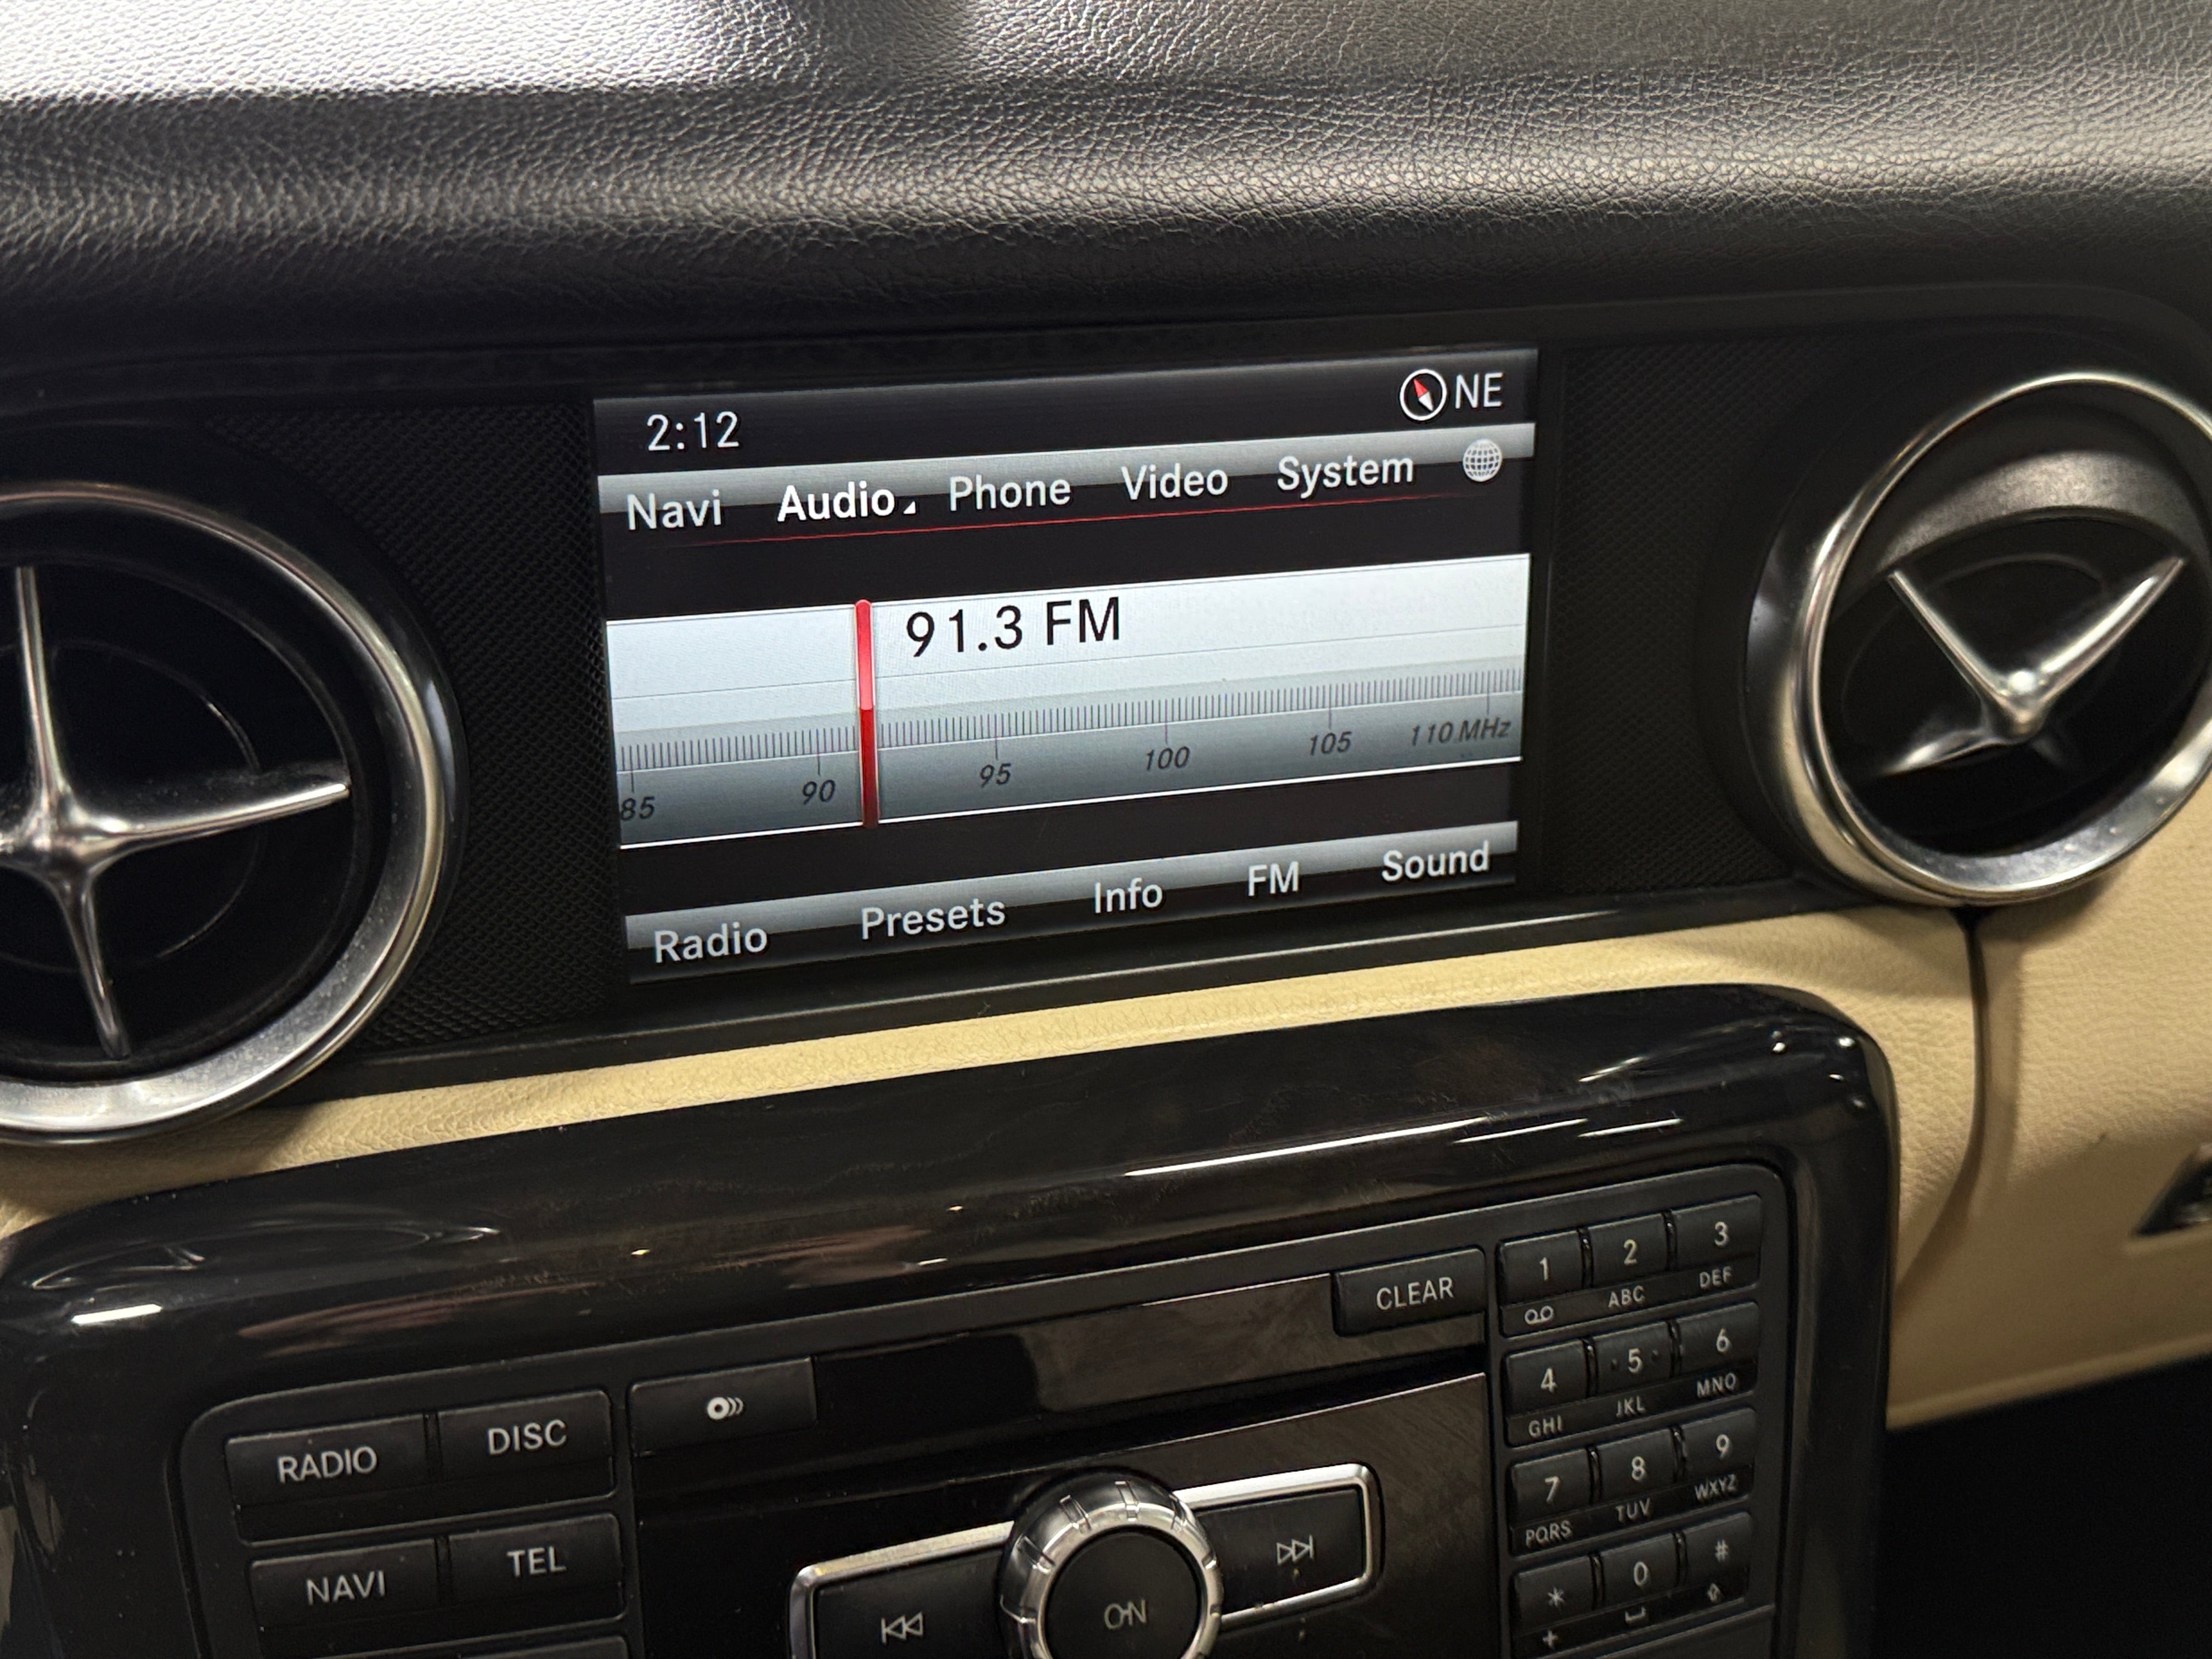 2:12 NE
Navi Audio Phone Video System
91.3 FM
85 90 95 100 105 110 MHz
Radio Presets Info FM Sound
CLEAR
1 2 3
ABC DEF
4 5 6
GHI JKL MNO
7 8 9
PQRS TUV WXYZ
* 0 #
+
RADIO DISC
NAVI TEL
ON